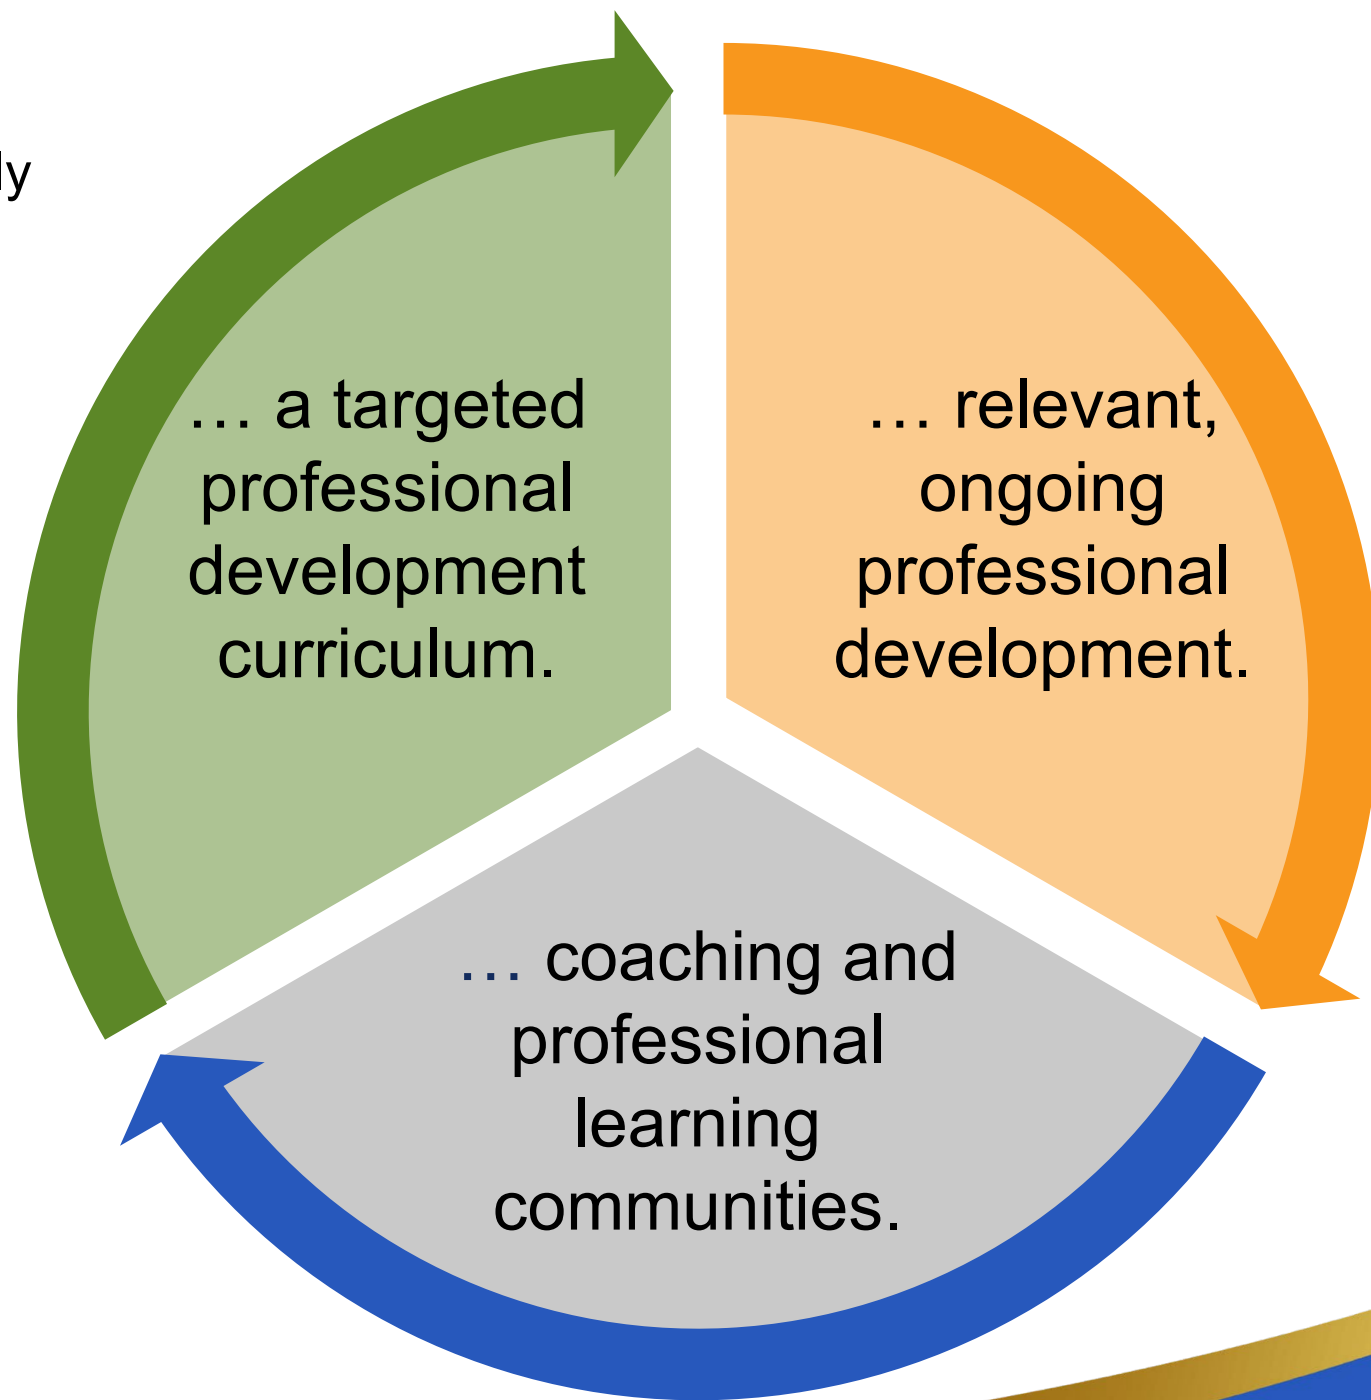 … a targeted
professional
development
curriculum.
… relevant,
ongoing
professional
development.
… coaching and
professional
learning
communities.